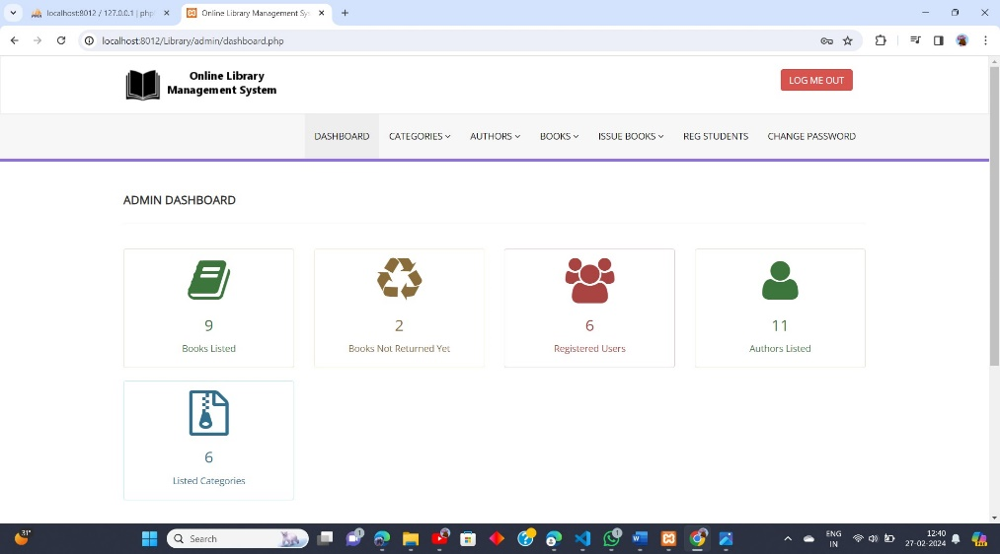 localhost:8012 / 127.0.0.1 | php
Online Library Management Sy
localhost:8012/Library/admin/dashboard.php
Online Library
Management System
LOG ME OUT
DASHBOARD CATEGORIES AUTHORS BOOKS ISSUE BOOKS REG STUDENTS CHANGE PASSWORD
ADMIN DASHBOARD
9
Books Listed
2
Books Not Returned Yet
6
Registered Users
11
Authors Listed
6
Listed Categories
31°
Search
ENG
IN
12:40
27-02-2024